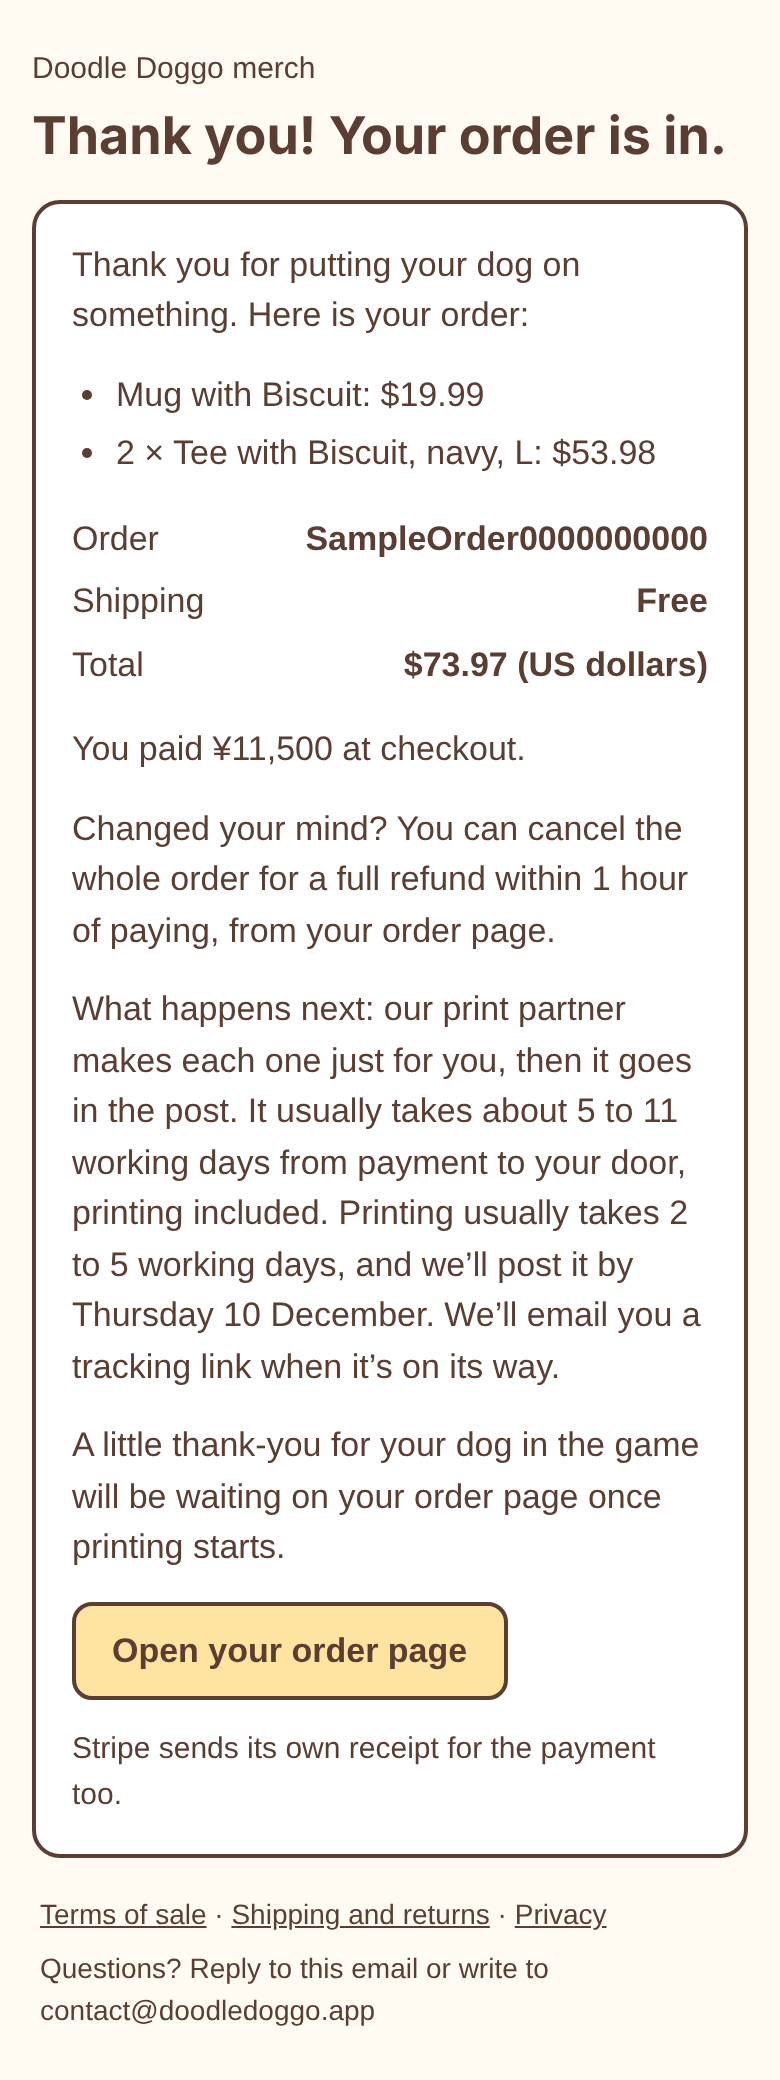 Doodle Doggo merch
Thank you! Your order is in.
Thank you for putting your dog on
something. Here is your order:
• Mug with Biscuit: $19.99
• 2 × Tee with Biscuit, navy, L: $53.98
Order SampleOrder0000000000
Shipping Free
Total $73.97 (US dollars)
You paid ¥11,500 at checkout.
Changed your mind? You can cancel the
whole order for a full refund within 1 hour
of paying, from your order page.
What happens next: our print partner
makes each one just for you, then it goes
in the post. It usually takes about 5 to 11
working days from payment to your door,
printing included. Printing usually takes 2
to 5 working days, and we’ll post it by
Thursday 10 December. We’ll email you a
tracking link when it’s on its way.
A little thank-you for your dog in the game
will be waiting on your order page once
printing starts.
Open your order page
Stripe sends its own receipt for the payment
too.
Terms of sale · Shipping and returns · Privacy
Questions? Reply to this email or write to
contact@doodledoggo.app